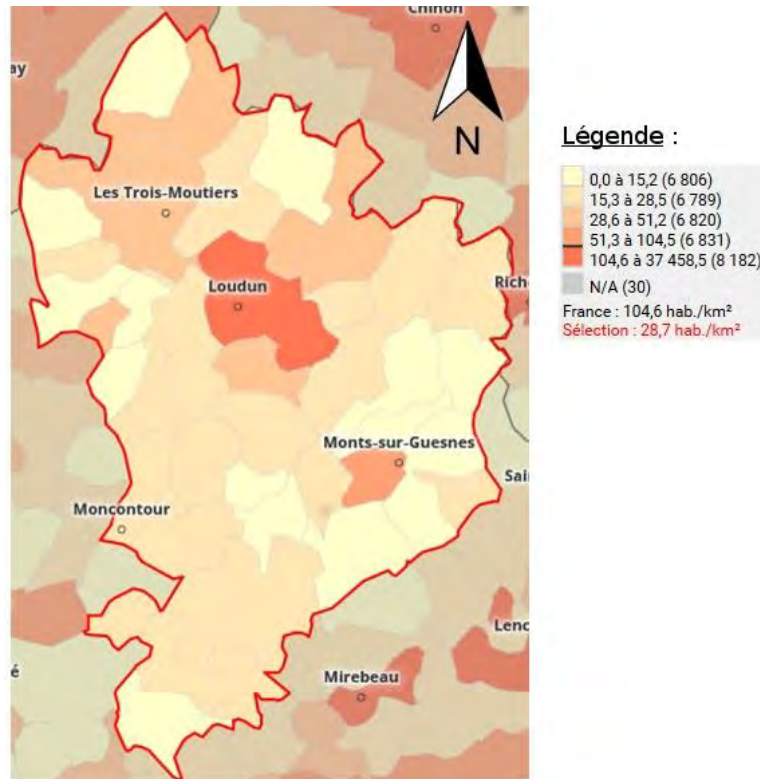 Chinon
ay
N
Les Trois-Moutiers
Loudun
Rich
Monts-sur-Guesnes
Sai
Moncontour
Lenc
é
Mirebeau
Légende :
0,0 à 15,2 (6 806)
15,3 à 28,5 (6 789)
28,6 à 51,2 (6 820)
51,3 à 104,5 (6 831)
104,6 à 37 458,5 (8 182)
N/A (30)
France : 104,6 hab./km²
Sélection : 28,7 hab./km²